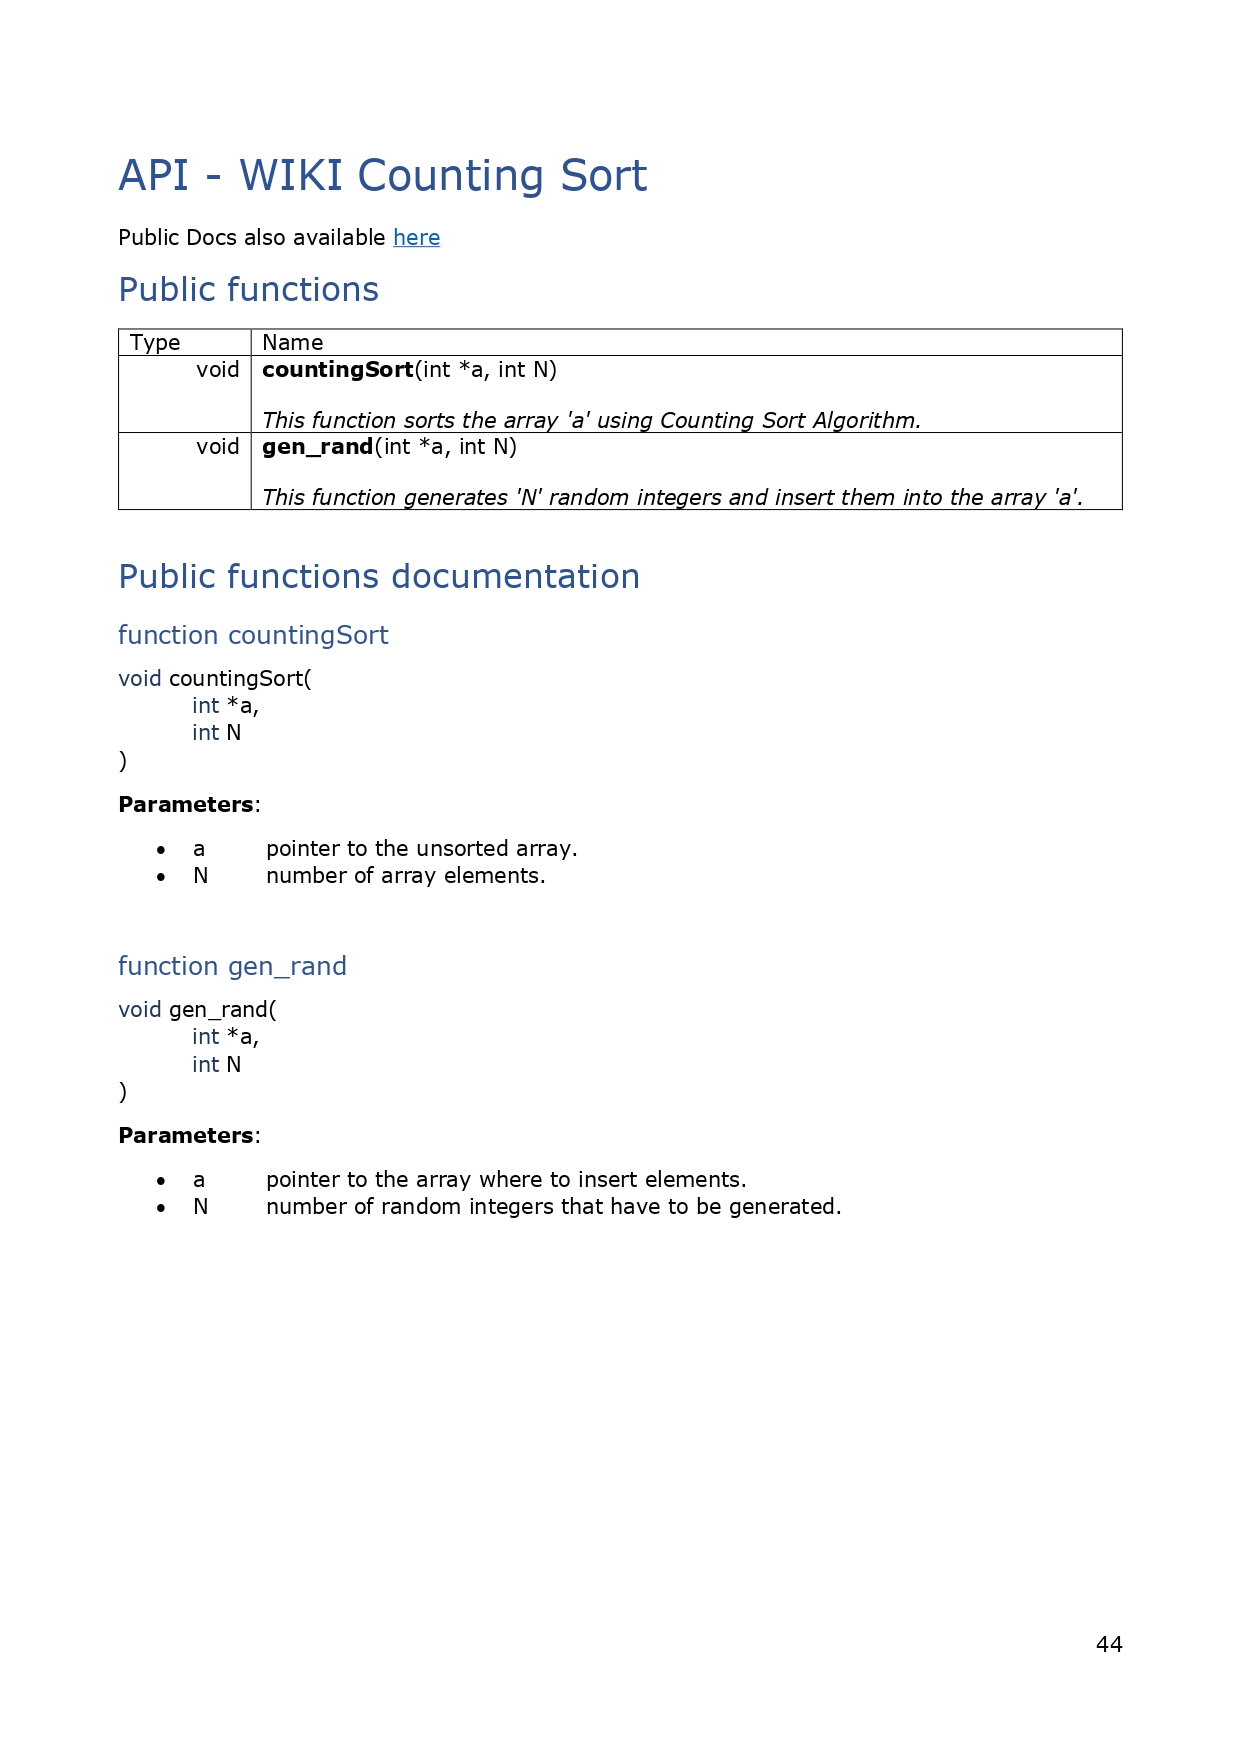 API - WIKI Counting Sort
Public Docs also available here
Public functions
Type Name
void countingSort(int *a, int N)
This function sorts the array 'a' using Counting Sort Algorithm.
void gen_rand(int *a, int N)
This function generates 'N' random integers and insert them into the array 'a'.
Public functions documentation
function countingSort
void countingSort(
int *a,
int N
)
Parameters:
• a pointer to the unsorted array.
• N number of array elements.
function gen_rand
void gen_rand(
int *a,
int N
)
Parameters:
• a pointer to the array where to insert elements.
• N number of random integers that have to be generated.
44